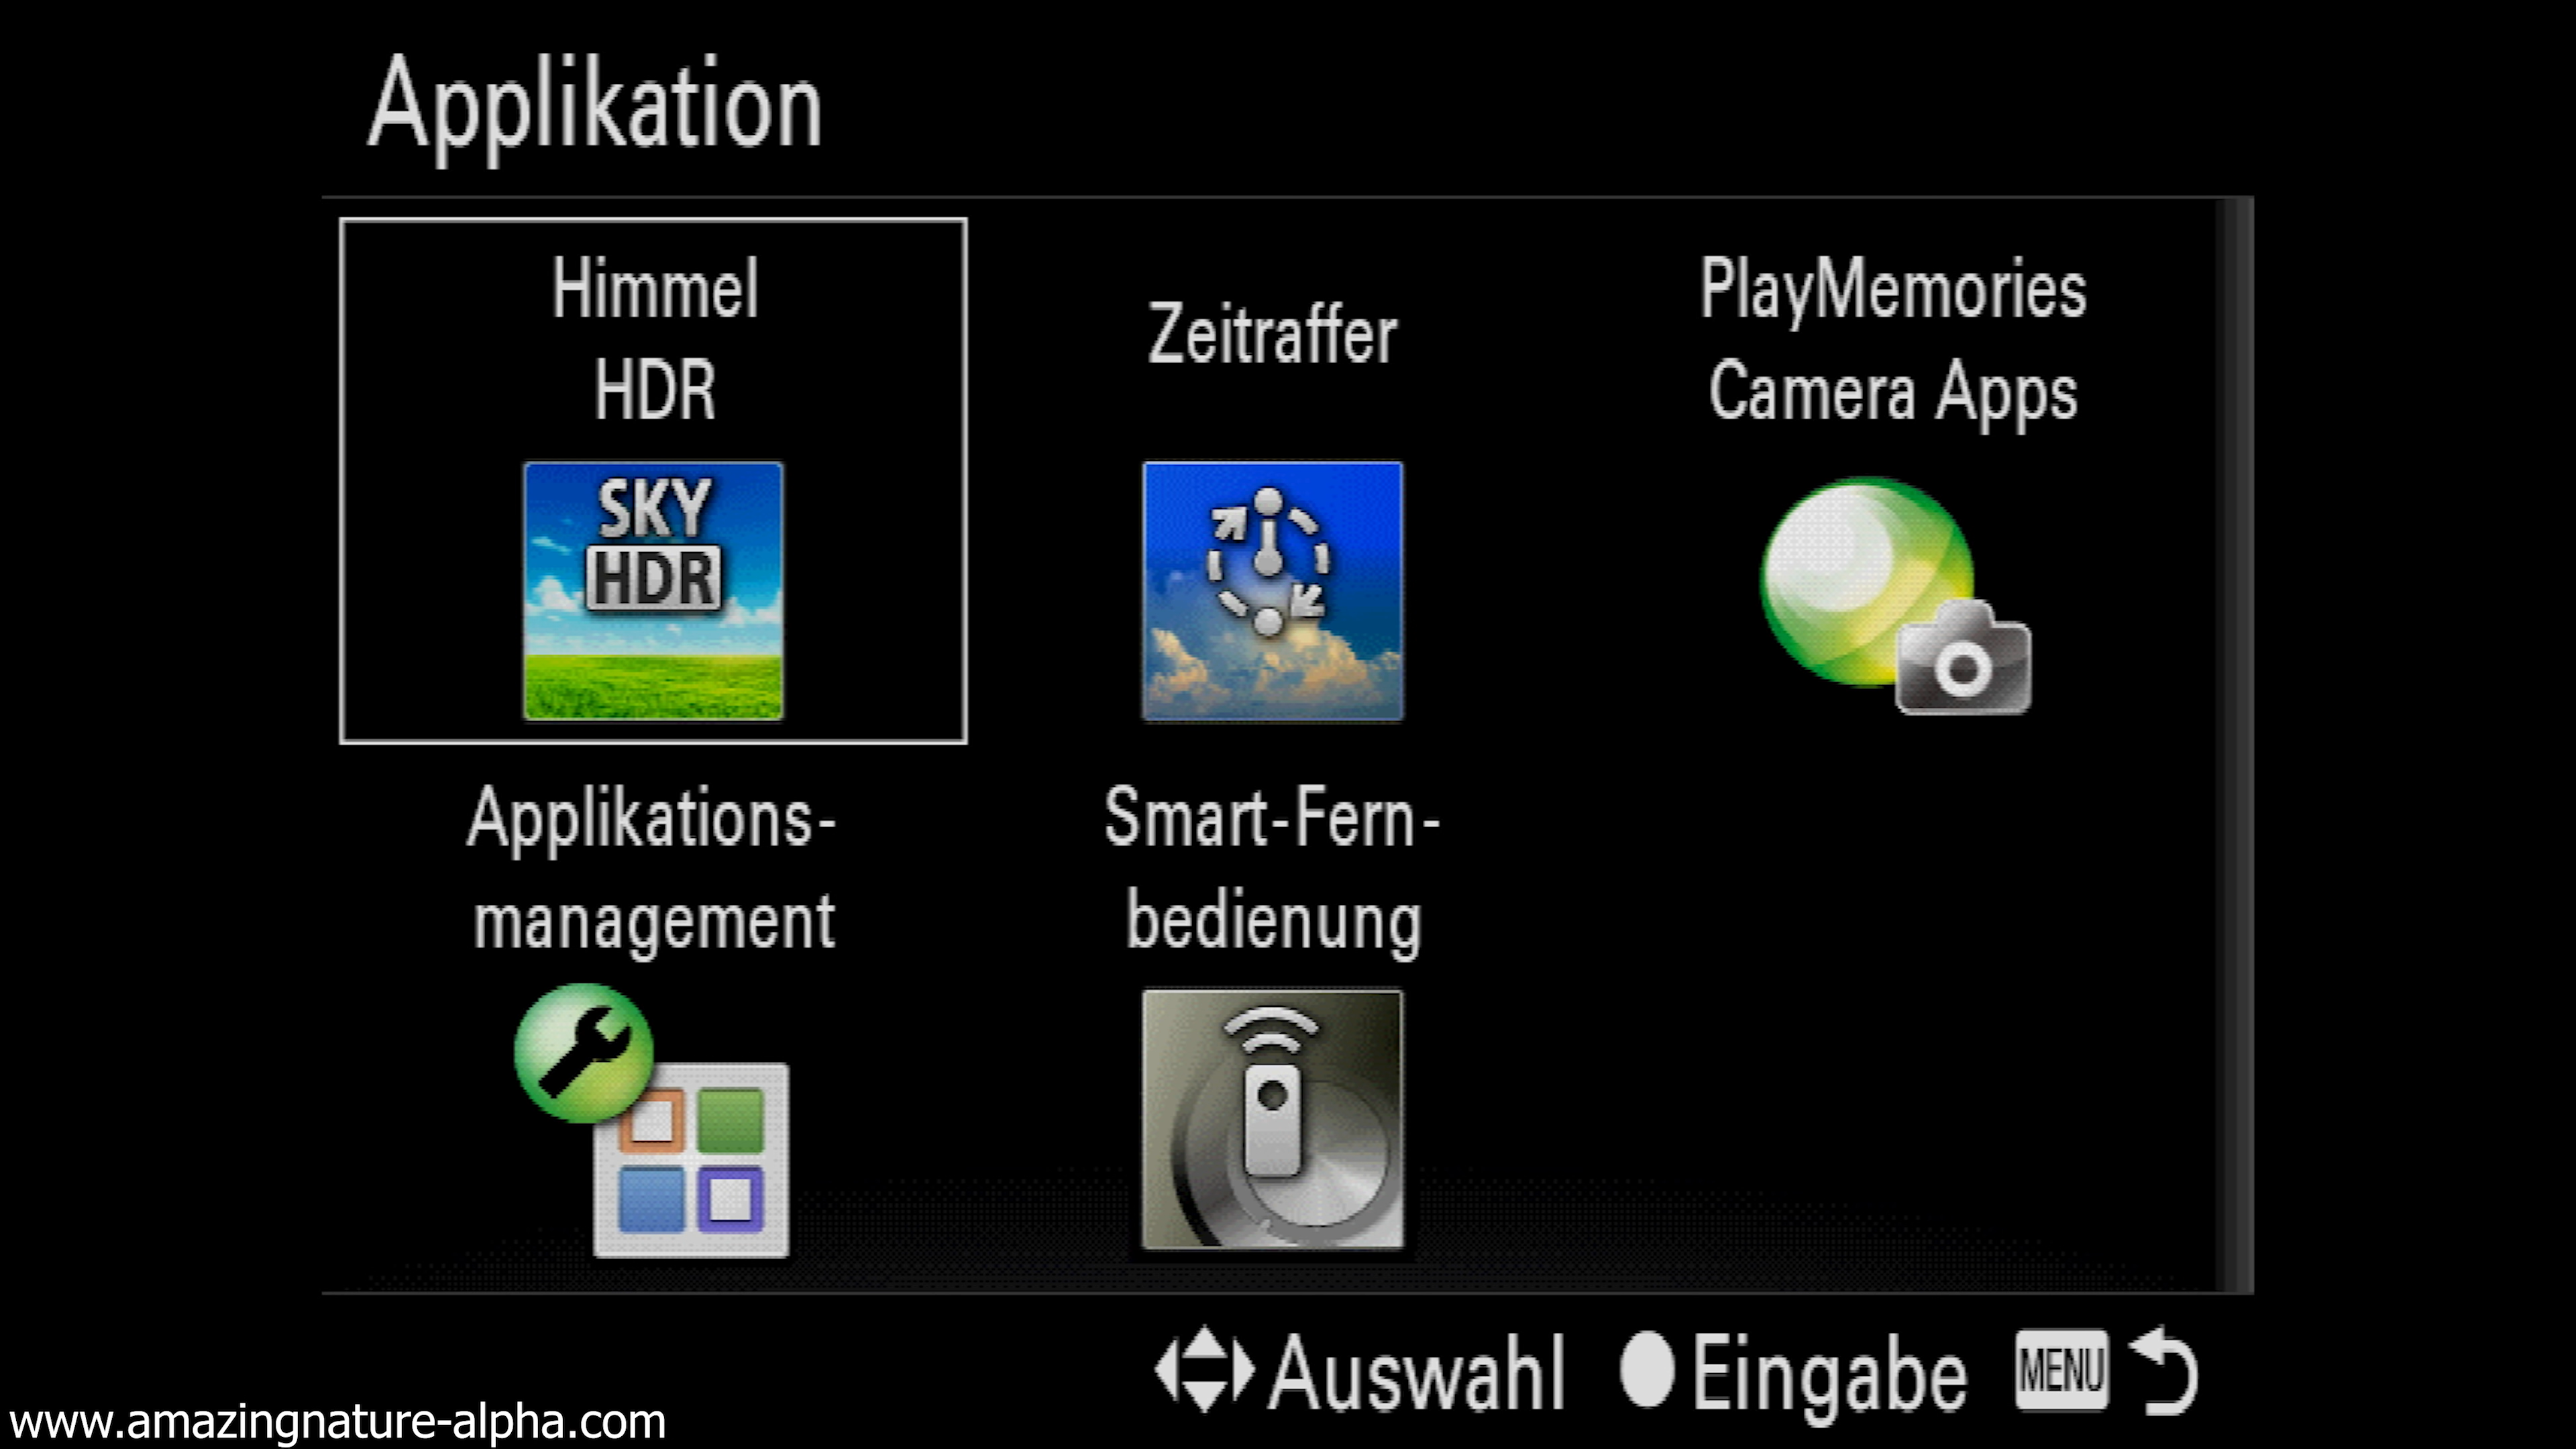 Applikation
Himmel
HDR
Zeitraffer
PlayMemories
Camera Apps
SKY
HDR
Applikations-
management
Smart-Fern-
bedienung
Auswahl Eingabe MENU
www.amazingnature-alpha.com